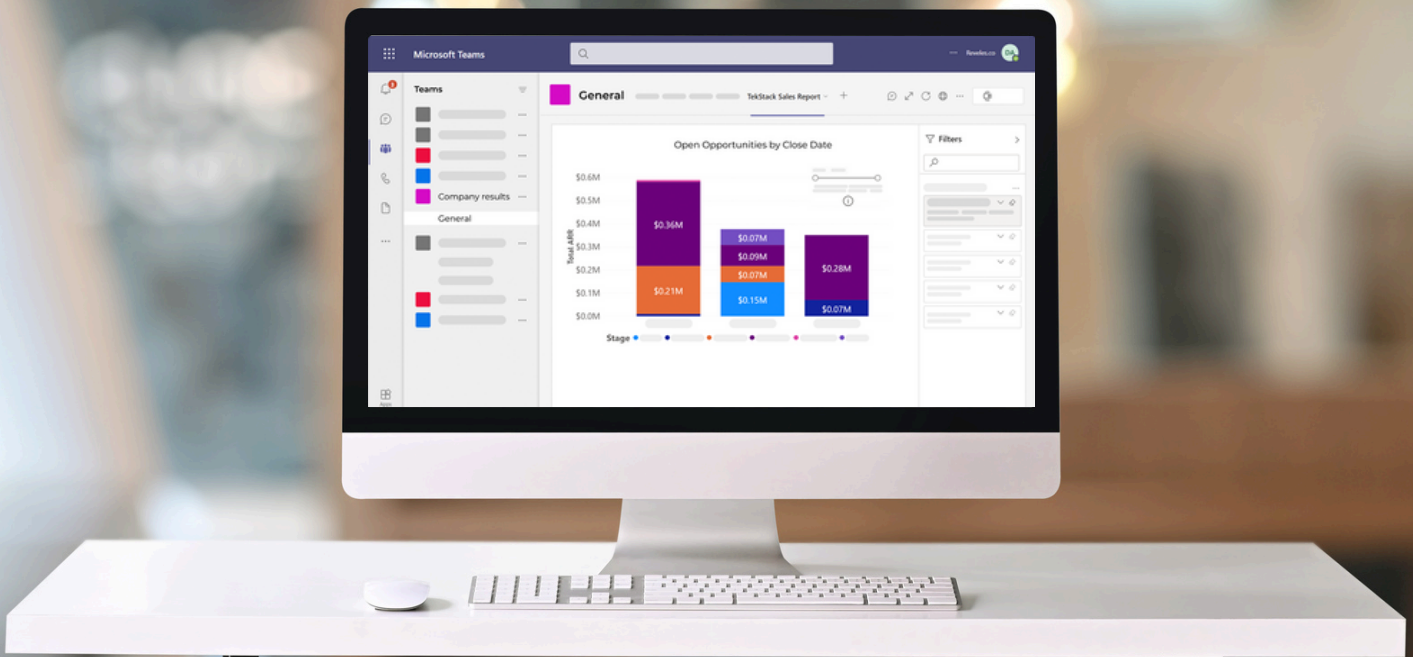 Microsoft Teams
Teams
Company results
General
General
TekStack Sales Report
Open Opportunities by Close Date
Total ARR
$0.6M
$0.5M
$0.4M
$0.3M
$0.2M
$0.1M
$0.0M
$0.36M
$0.21M
$0.07M
$0.09M
$0.07M
$0.15M
$0.28M
$0.07M
Stage
Filters